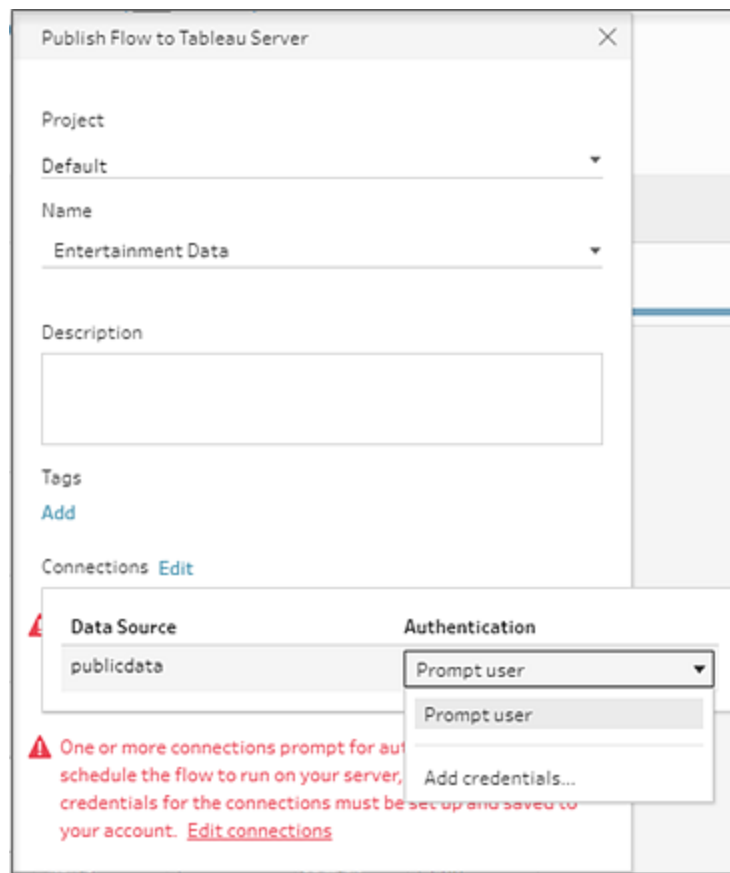 Publish Flow to Tableau Server
Project
Default
Name
Entertainment Data
Description
Tags
Add
Connections Edit
Data Source Authentication
publicdata Prompt user
Prompt user
One or more connections prompt for
schedule the flow to run on your server,
Add credentials...
credentials for the connections must be set up and saved to
your account. Edit connections